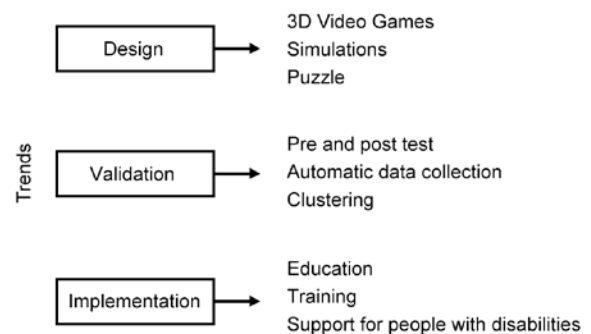 Trends
Design
3D Video Games
Simulations
Puzzle
Validation
Pre and post test
Automatic data collection
Clustering
Implementation
Education
Training
Support for people with disabilities